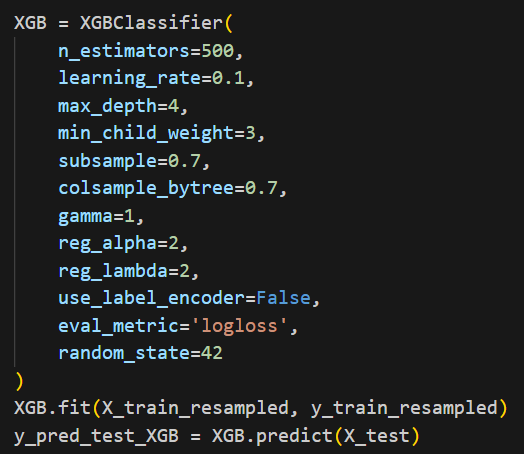 XGB = XGBClassifier(
    n_estimators=500,
    learning_rate=0.1,
    max_depth=4,
    min_child_weight=3,
    subsample=0.7,
    colsample_bytree=0.7,
    gamma=1,
    reg_alpha=2,
    reg_lambda=2,
    use_label_encoder=False,
    eval_metric='logloss',
    random_state=42
)
XGB.fit(X_train_resampled, y_train_resampled)
y_pred_test_XGB = XGB.predict(X_test)